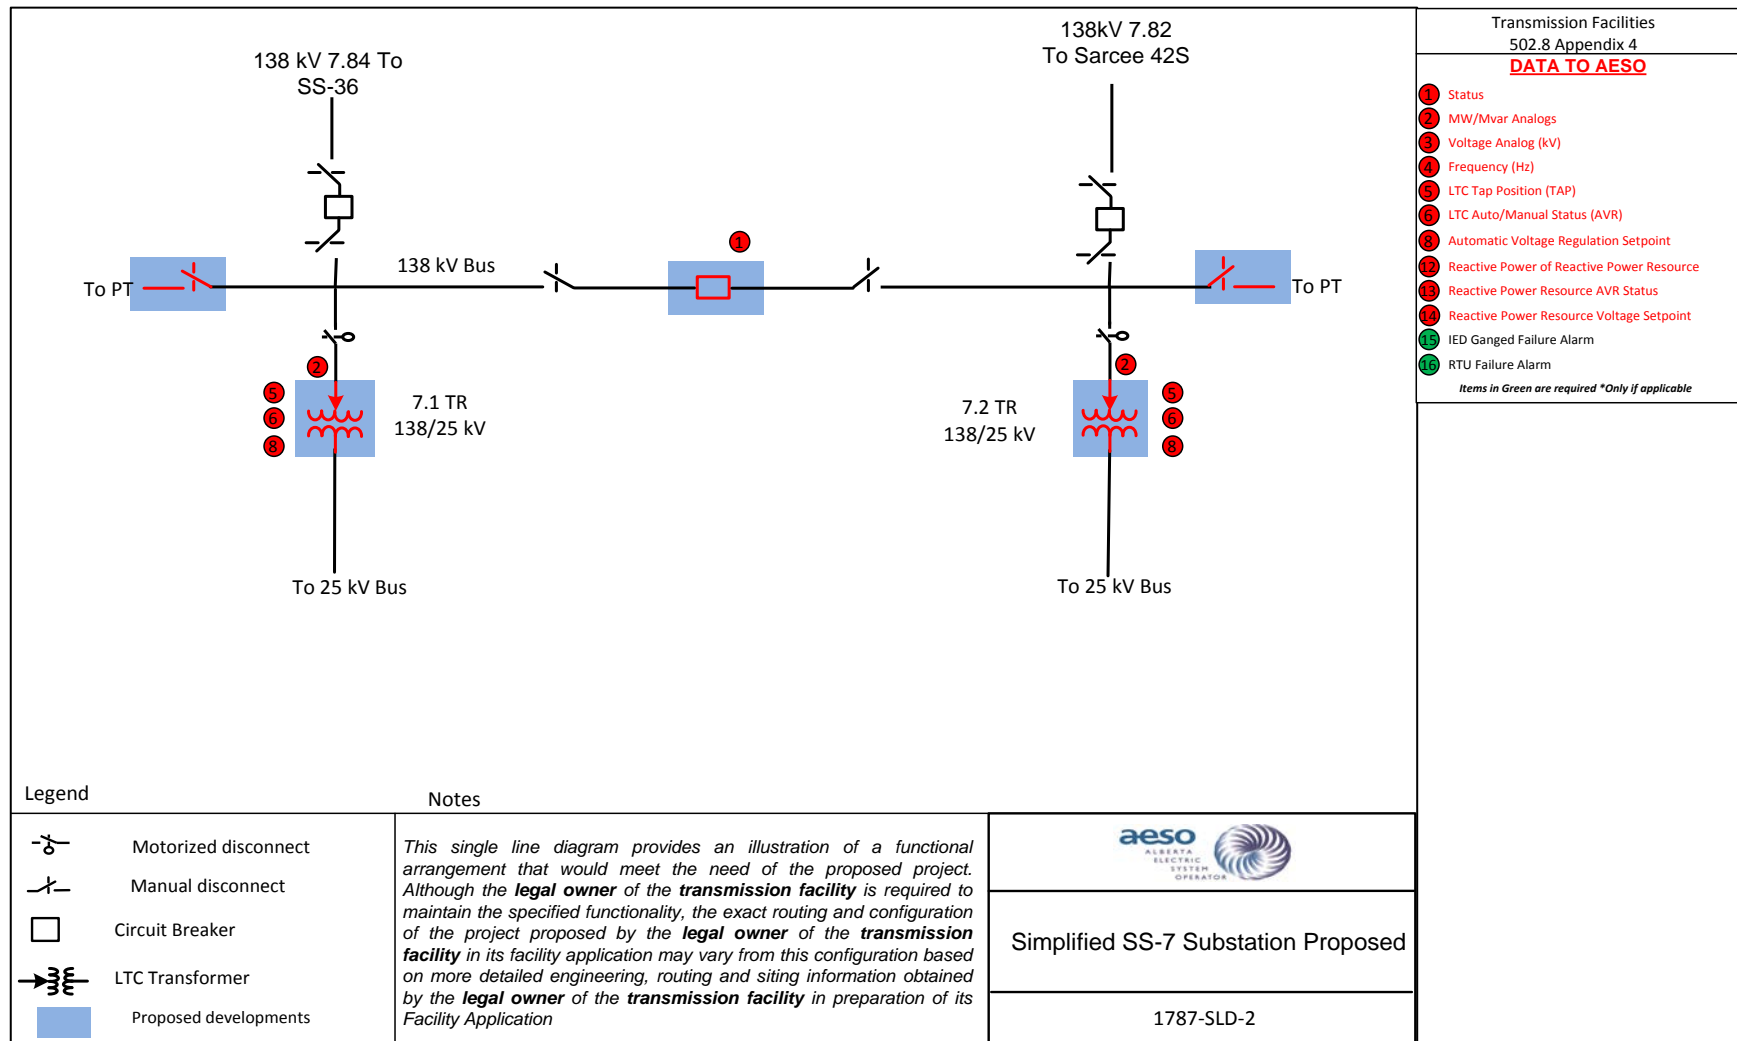 138 kV 7.84 To
SS-36
138kV 7.82
To Sarcee 42S
1
138 kV Bus
To PT
To PT
2
5
6
8
7.1 TR
138/25 kV
2
7.2 TR
138/25 kV
5
6
8
To 25 kV Bus
To 25 kV Bus
Transmission Facilities
502.8 Appendix 4
DATA TO AESO
1 Status
2 MW/Mvar Analogs
3 Voltage Analog (kV)
4 Frequency (Hz)
5 LTC Tap Position (TAP)
6 LTC Auto/Manual Status (AVR)
8 Automatic Voltage Regulation Setpoint
12 Reactive Power of Reactive Power Resource
13 Reactive Power Resource AVR Status
14 Reactive Power Resource Voltage Setpoint
15 IED Ganged Failure Alarm
16 RTU Failure Alarm
Items in Green are required *Only if applicable
Legend
Motorized disconnect
Manual disconnect
Circuit Breaker
LTC Transformer
Proposed developments
Notes
This single line diagram provides an illustration of a functional
arrangement that would meet the need of the proposed project.
Although the legal owner of the transmission facility is required to
maintain the specified functionality, the exact routing and configuration
of the project proposed by the legal owner of the transmission
facility in its facility application may vary from this configuration based
on more detailed engineering, routing and siting information obtained
by the legal owner of the transmission facility in preparation of its
Facility Application
aeso
ALBERTA
ELECTRIC
SYSTEM
OPERATOR
Simplified SS-7 Substation Proposed
1787-SLD-2